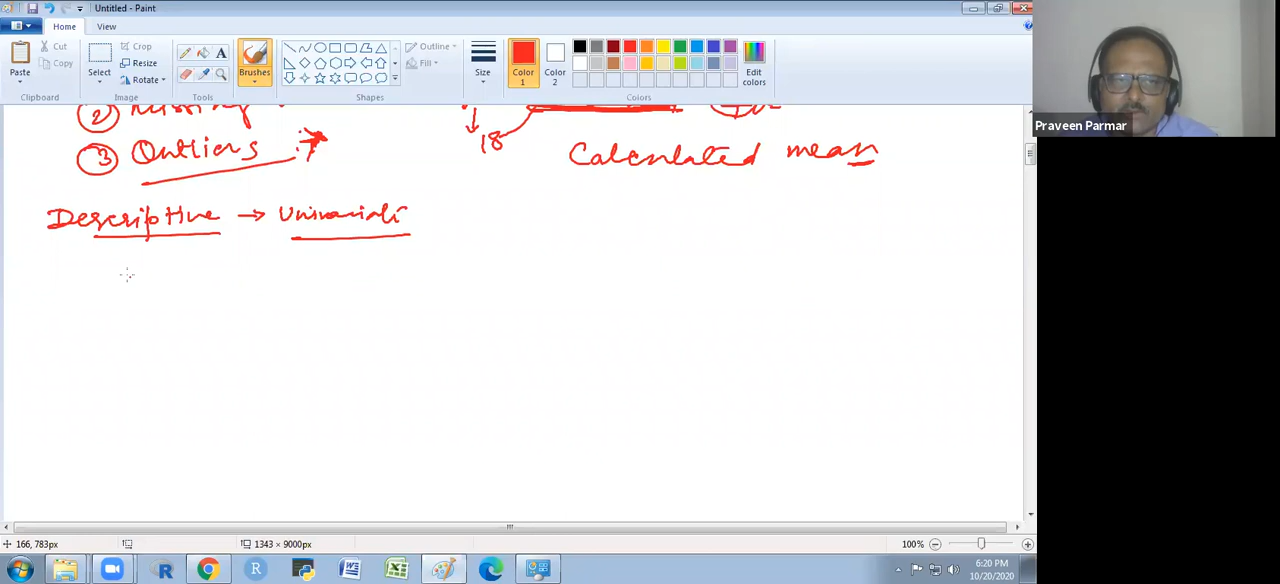 Untitled - Paint
Home View
Paste
Cut
Copy
Clipboard
Select
Crop
Resize
Rotate
Image
Tools
Brushes
Shapes
Outline
Fill
Size
Color 1
Color 2
Edit colors
Colors
② Missing
18
③ Outliers
Calculated mean
Descriptive → Univariate
Praveen Parmar
166, 783px
1343 × 9000px
100%
6:20 PM
10/20/2020